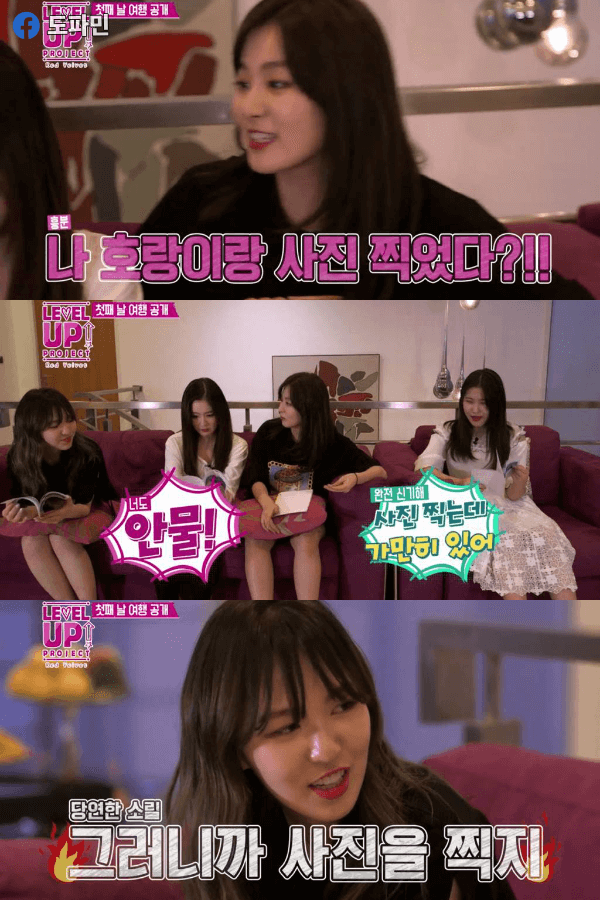 도파민
첫째 날 여행 공개
LEVEL
UP
PROJECT
Red Velvet
흥분
나 호랑이랑 사진 찍었다?!!
첫째 날 여행 공개
LEVEL
UP
PROJECT
Red Velvet
너도
안물!
완전 신기해
사진 찍는데
가만히 있어
첫째 날 여행 공개
LEVEL
UP
PROJECT
Red Velvet
당연한 소릴
그러니까 사진을 찍지